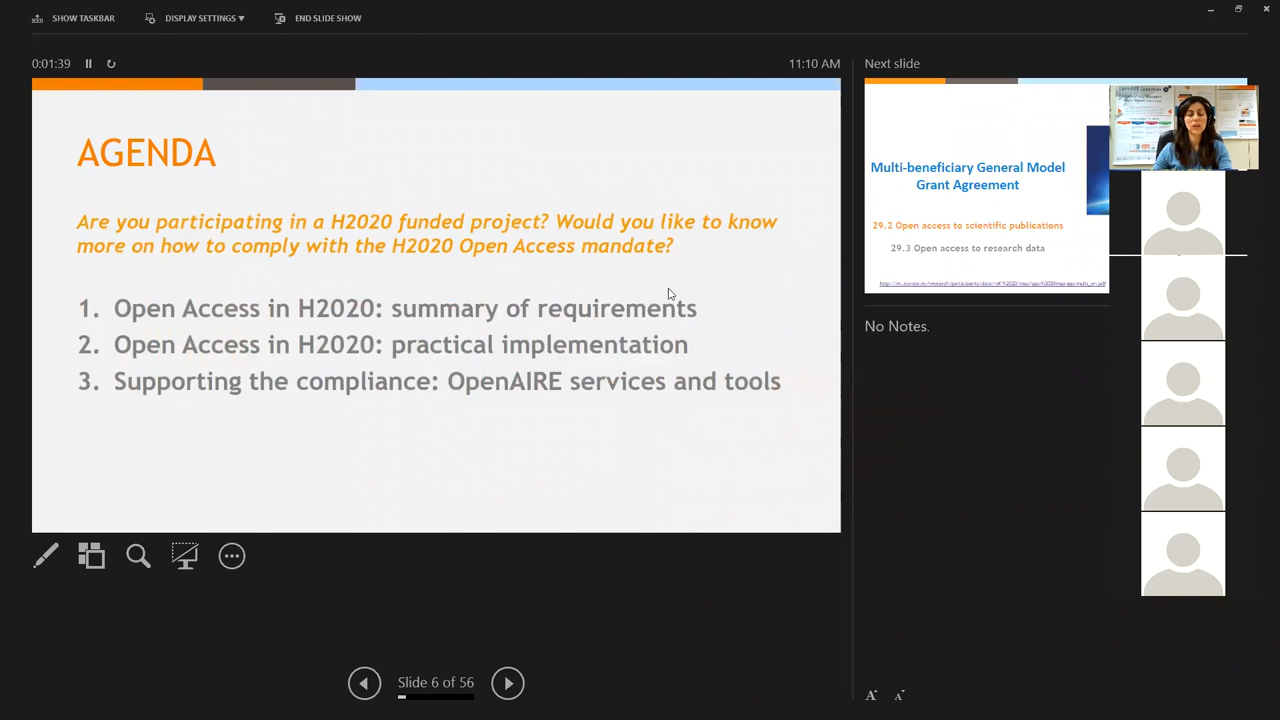 SHOW TASKBAR
DISPLAY SETTINGS
END SLIDE SHOW
0:01:39
11:10 AM
AGENDA
Are you participating in a H2020 funded project? Would you like to know
more on how to comply with the H2020 Open Access mandate?
1. Open Access in H2020: summary of requirements
2. Open Access in H2020: practical implementation
3. Supporting the compliance: OpenAIRE services and tools
Slide 6 of 56
Next slide
Multi-beneficiary General Model
Grant Agreement
29.2 Open access to scientific publications
29.3 Open access to research data
No Notes.
A A